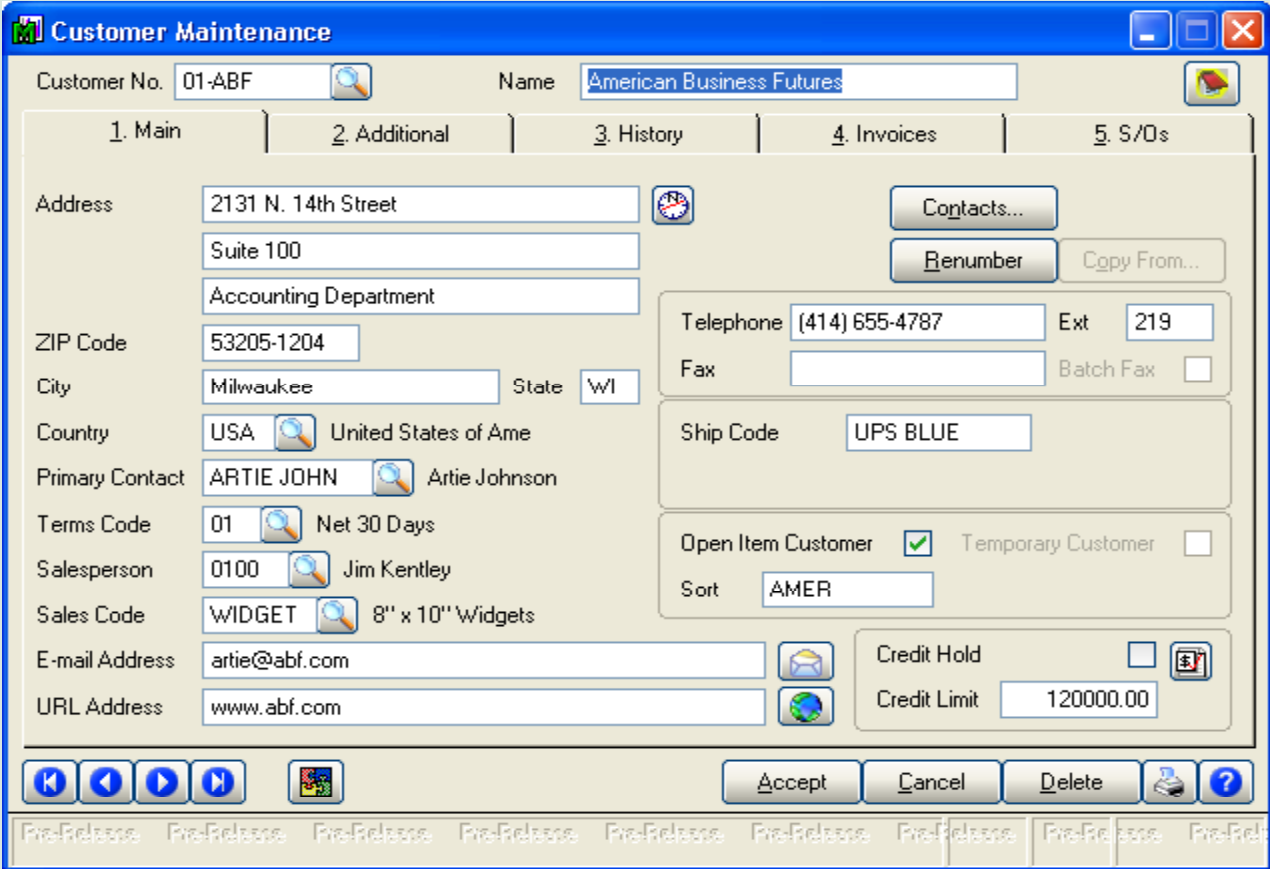 Customer Maintenance
Customer No. 01-ABF Name American Business Futures
1. Main 2. Additional 3. History 4. Invoices 5. S/Os
Address 2131 N. 14th Street Contacts...
Suite 100 Renumber Copy From...
Accounting Department
Telephone (414) 655-4787 Ext 219
ZIP Code 53205-1204
Fax Batch Fax
City Milwaukee State WI
Country USA United States of Ame Ship Code UPS BLUE
Primary Contact ARTIE JOHN Artie Johnson
Terms Code 01 Net 30 Days
Open Item Customer Temporary Customer
Salesperson 0100 Jim Kentley
Sort AMER
Sales Code WIDGET 8" x 10" Widgets
E-mail Address artie@abf.com Credit Hold
URL Address www.abf.com Credit Limit 120000.00
Accept Cancel Delete
Pre-Release Pre-Release Pre-Release Pre-Release Pre-Release Pre-Release Pre-Release Pre-Release Pre-Rel